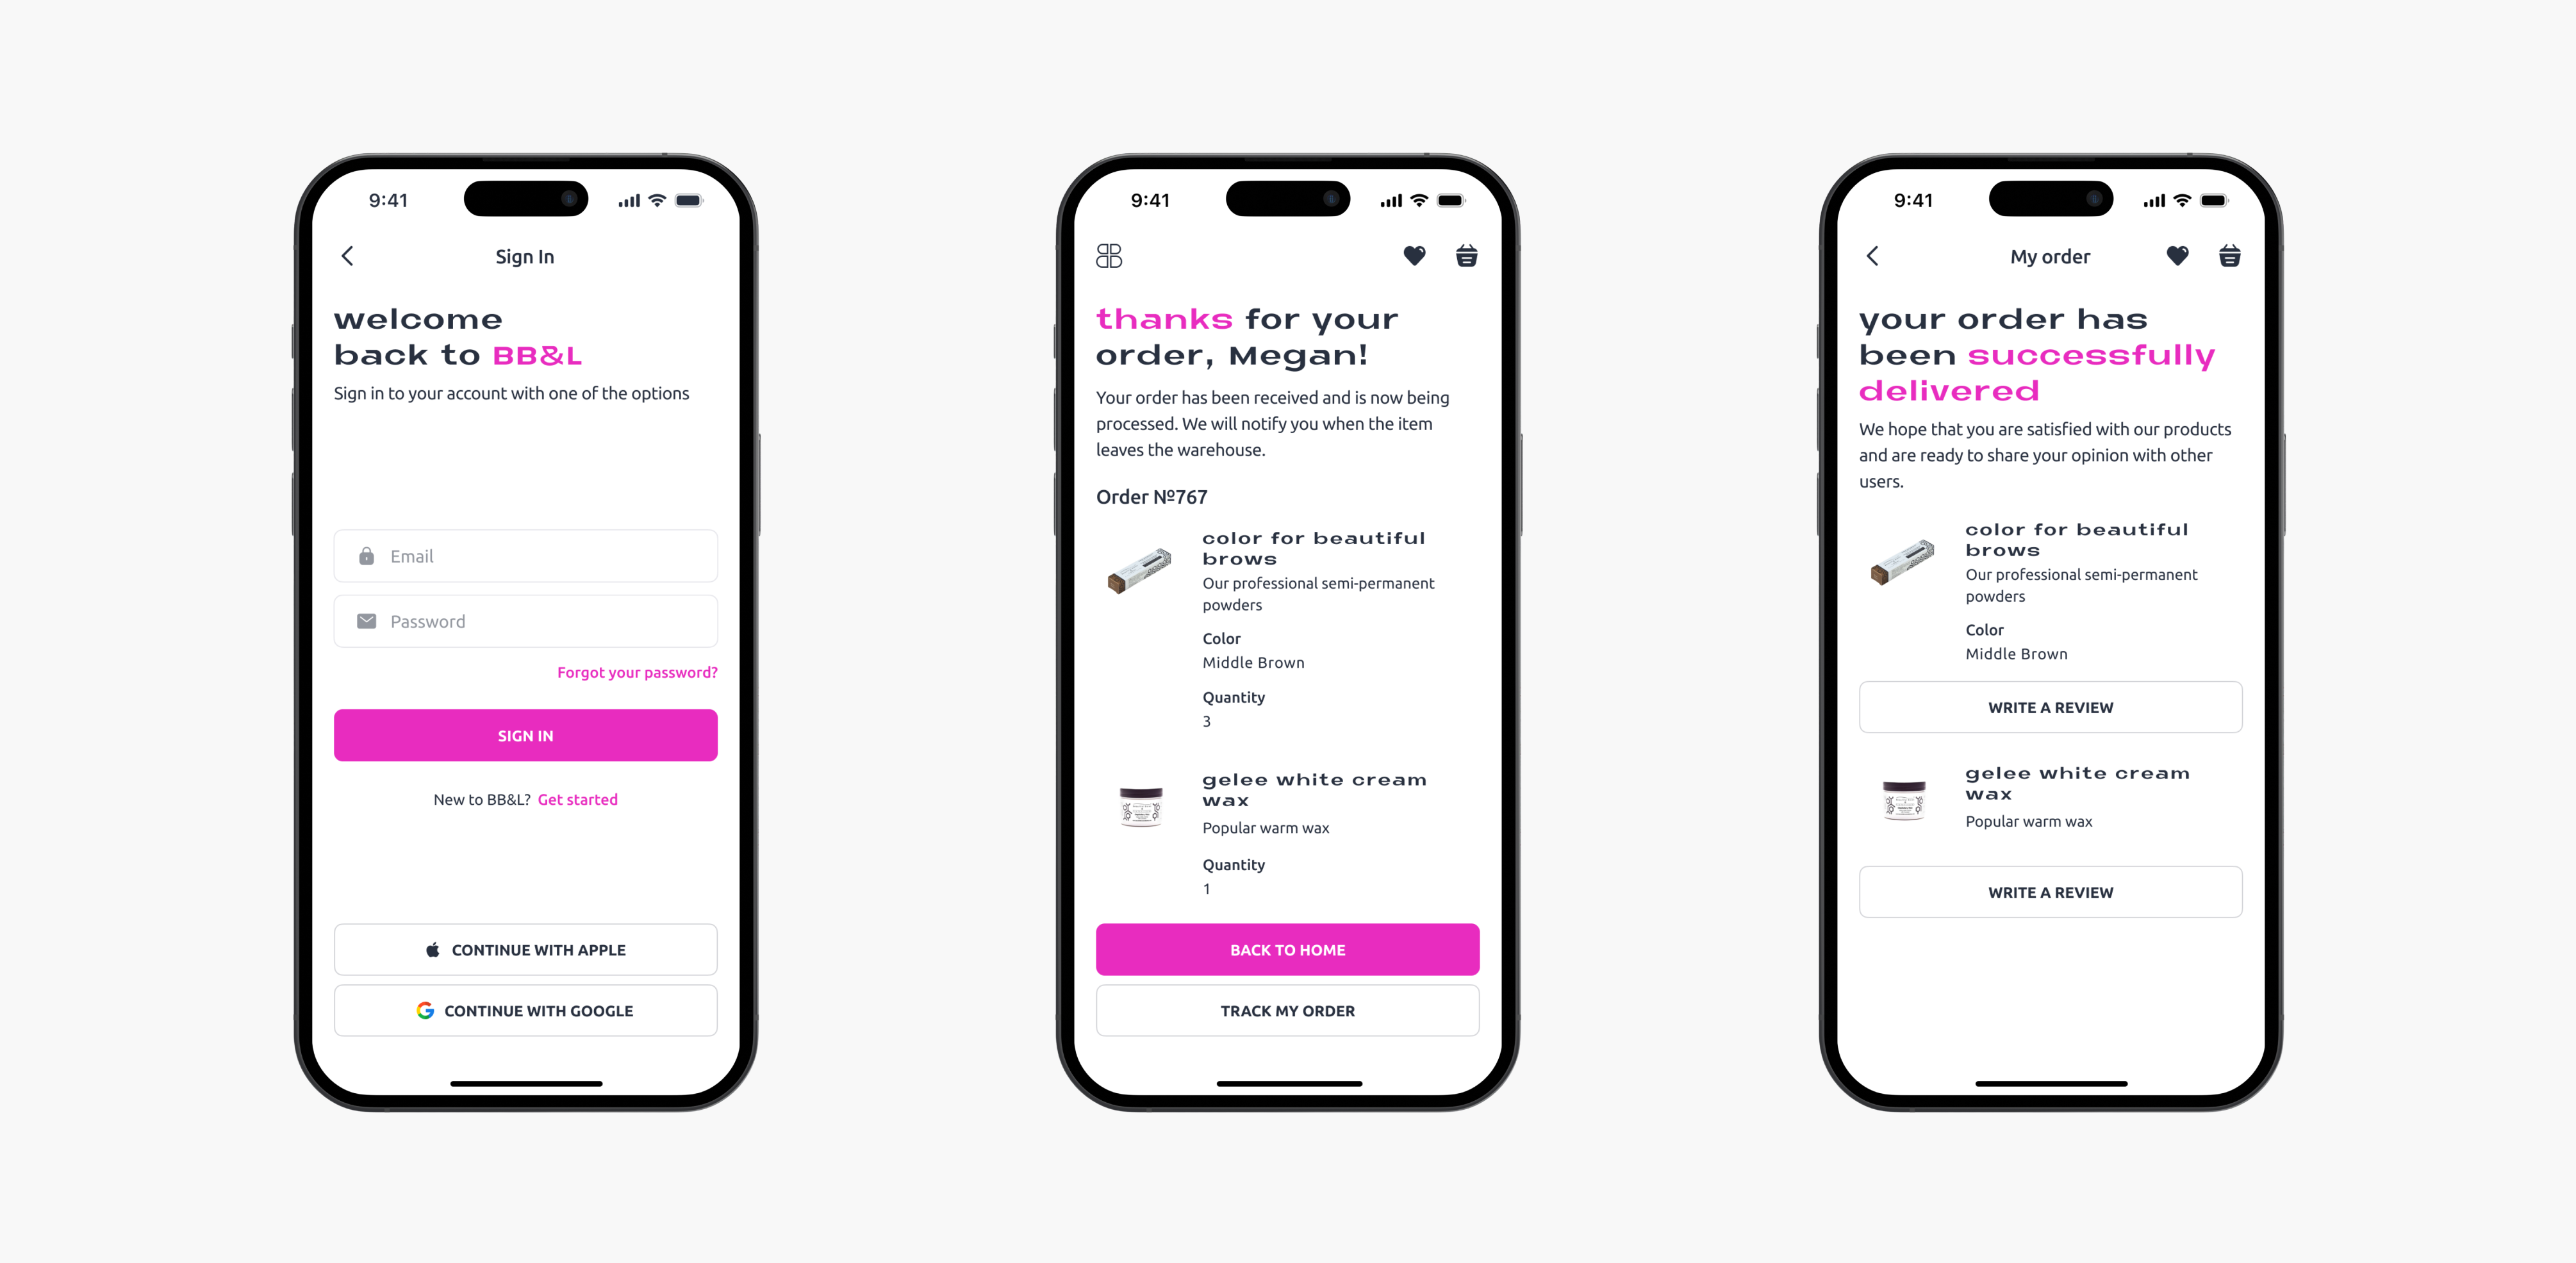 9:41
Sign In
welcome
back to BB&L
Sign in to your account with one of the options
Email
Password
Forgot your password?
SIGN IN
New to BB&L? Get started
CONTINUE WITH APPLE
CONTINUE WITH GOOGLE
9:41
thanks for your
order, Megan!
Your order has been received and is now being
processed. We will notify you when the item
leaves the warehouse.
Order №767
color for beautiful
brows
Our professional semi-permanent
powders
Color
Middle Brown
Quantity
3
gelee white cream
wax
Popular warm wax
Quantity
1
BACK TO HOME
TRACK MY ORDER
9:41
My order
your order has
been successfully
delivered
We hope that you are satisfied with our products
and are ready to share your opinion with other
users.
color for beautiful
brows
Our professional semi-permanent
powders
Color
Middle Brown
WRITE A REVIEW
gelee white cream
wax
Popular warm wax
WRITE A REVIEW